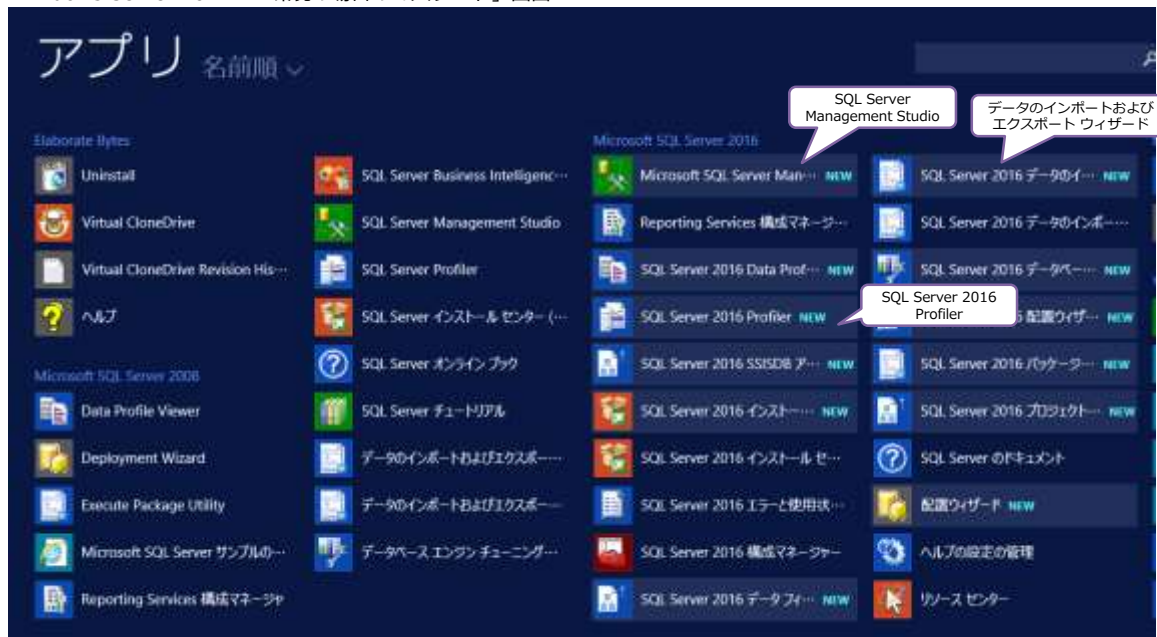 アプリ 名前順
SQL Server
Management Studio
データのインポートおよび
エクスポート ウィザード
Elaborate Bytes
Uninstall
Virtual CloneDrive
Virtual CloneDrive Revision His…
ヘルプ
Microsoft SQL Server 2008
Data Profile Viewer
Deployment Wizard
Execute Package Utility
Microsoft SQL Server サンプルの…
Reporting Services 構成マネージャ
SQL Server Business Intelligenc…
SQL Server Management Studio
SQL Server Profiler
SQL Server インストール センター (…
SQL Server オンライン ブック
SQL Server チュートリアル
データのインポートおよびエクスポー…
データのインポートおよびエクスポー…
データベース エンジン チューニング…
Microsoft SQL Server 2016
Microsoft SQL Server Man… NEW
Reporting Services 構成マネージ…
SQL Server 2016 Data Prof… NEW
SQL Server 2016 Profiler NEW
SQL Server 2016 SSISDB ア… NEW
SQL Server 2016 インスト… NEW
SQL Server 2016 インストール セ…
SQL Server 2016 エラーと使用状…
SQL Server 2016 構成マネージャー
SQL Server 2016 データ フィ… NEW
SQL Server 2016 データのイ… NEW
SQL Server 2016 データのインポー…
SQL Server 2016 データベー… NEW
SQL Server 2016
Profiler
配置ウィザ… NEW
SQL Server 2016 パッケージ… NEW
SQL Server 2016 プロジェクト… NEW
SQL Server のドキュメント
配置ウィザード NEW
ヘルプの設定の管理
リソース センター